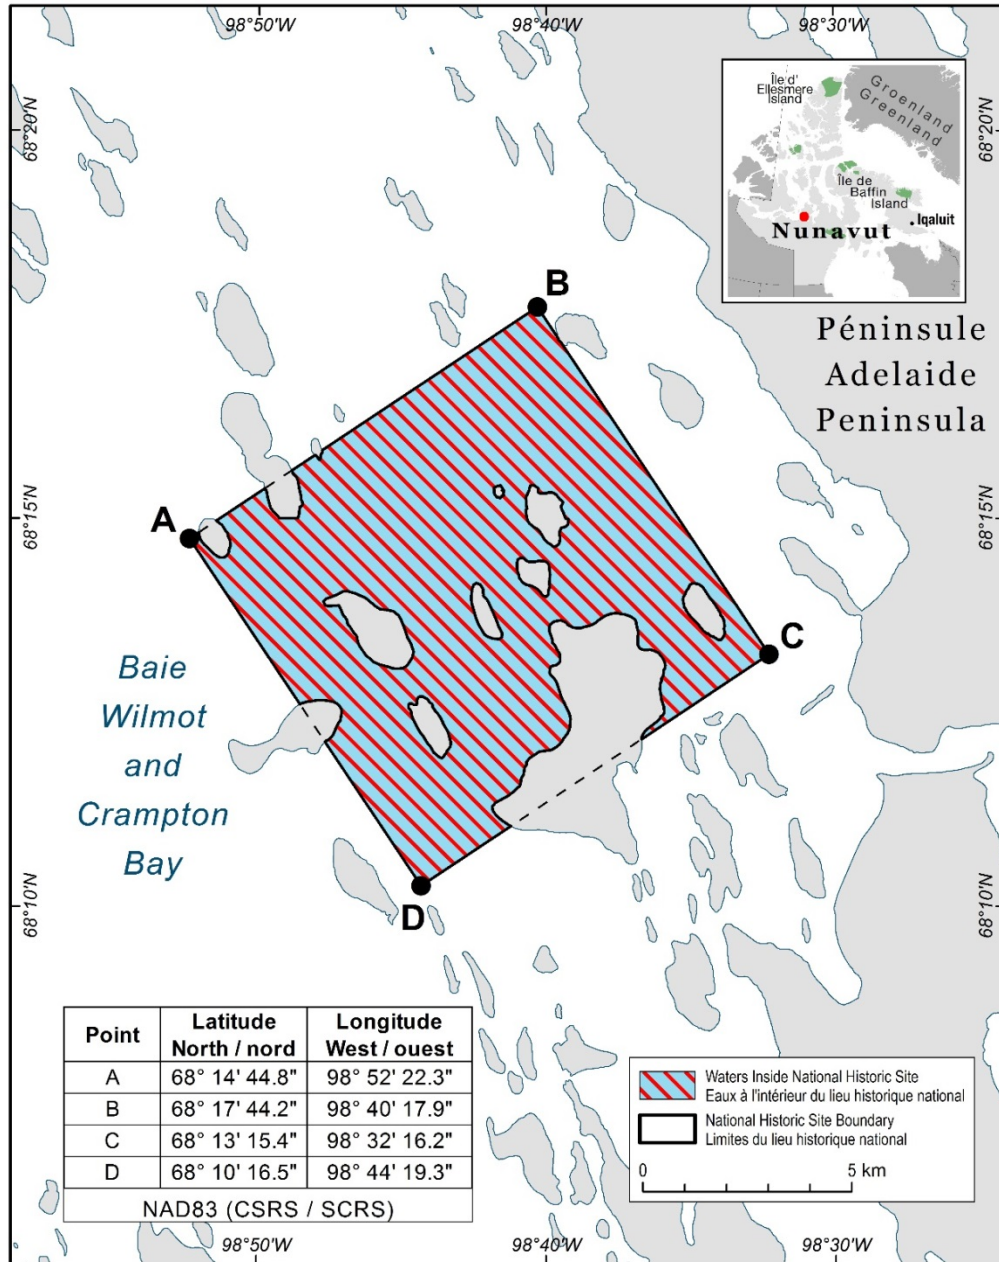 98°50'W
98°40'W
98°30'W
68°20'N
68°20'N
Île d'
Ellesmere
Island
Groenland
Greenland
Île de
Baffin
Island
Iqaluit
Nunavut
B
Péninsule
Adelaide
Peninsula
68°15'N
68°15'N
A
C
Baie
Wilmot
and
Crampton
Bay
68°10'N
68°10'N
D
Point Latitude North / nord Longitude West / ouest
A 68° 14' 44.8" 98° 52' 22.3"
B 68° 17' 44.2" 98° 40' 17.9"
C 68° 13' 15.4" 98° 32' 16.2"
D 68° 10' 16.5" 98° 44' 19.3"
NAD83 (CSRS / SCRS)
Waters Inside National Historic Site
Eaux à l'intérieur du lieu historique national
National Historic Site Boundary
Limites du lieu historique national
0 5 km
98°50'W
98°40'W
98°30'W